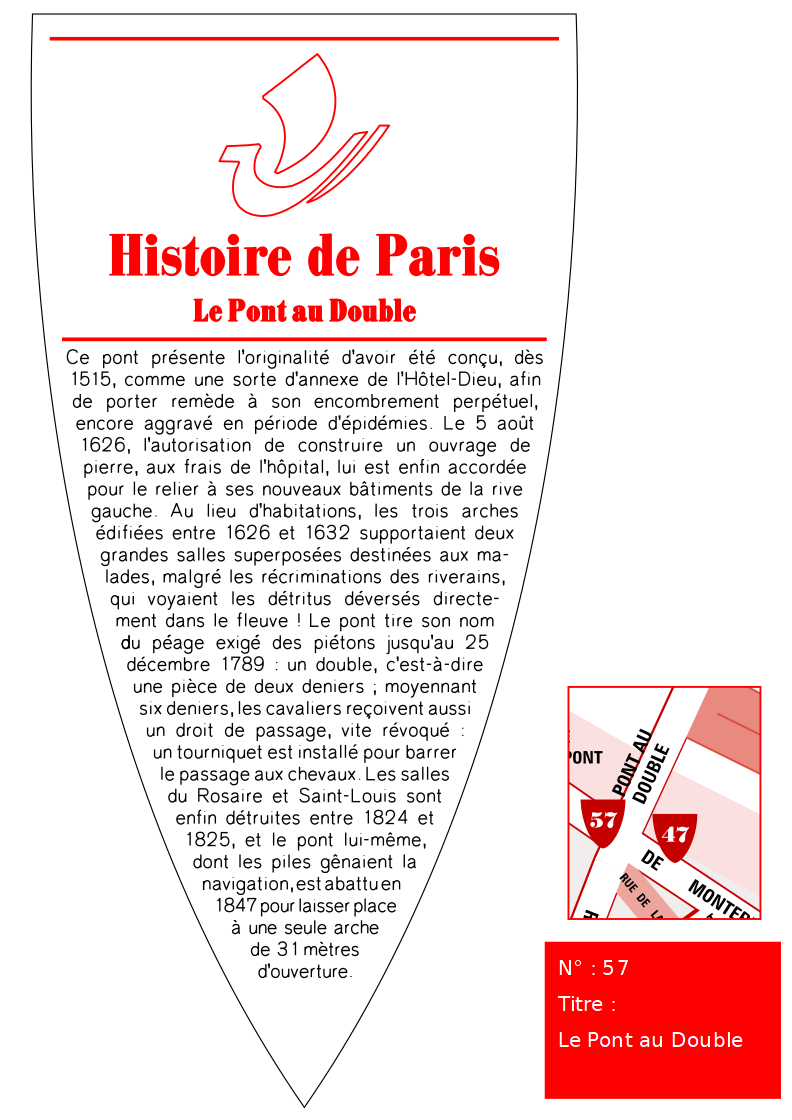 Histoire de Paris
Le Pont au Double
Ce pont présente l'originalité d'avoir été conçu, dès
1515, comme une sorte d'annexe de l'Hôtel-Dieu, afin
de porter remède à son encombrement perpétuel,
encore aggravé en période d'épidémies. Le 5 août
1626, l'autorisation de construire un ouvrage de
pierre, aux frais de l'hôpital, lui est enfin accordée
pour le relier à ses nouveaux bâtiments de la rive
gauche. Au lieu d'habitations, les trois arches
édifiées entre 1626 et 1632 supportaient deux
grandes salles superposées destinées aux ma-
lades, malgré les récriminations des riverains,
qui voyaient les détritus déversés directe-
ment dans le fleuve ! Le pont tire son nom
du péage exigé des piétons jusqu'au 25
décembre 1789 : un double, c'est-à-dire
une pièce de deux deniers ; moyennant
six deniers, les cavaliers reçoivent aussi
un droit de passage, vite révoqué :
un tourniquet est installé pour barrer
le passage aux chevaux. Les salles
du Rosaire et Saint-Louis sont
enfin détruites entre 1824 et
1825, et le pont lui-même,
dont les piles gênaient la
navigation, est abattu en
1847 pour laisser place
à une seule arche
de 31 mètres
d'ouverture.
PONT
PONT AU
DOUBLE
57
47
DE
MONTEB
RUE DE LA
N° : 57
Titre :
Le Pont au Double